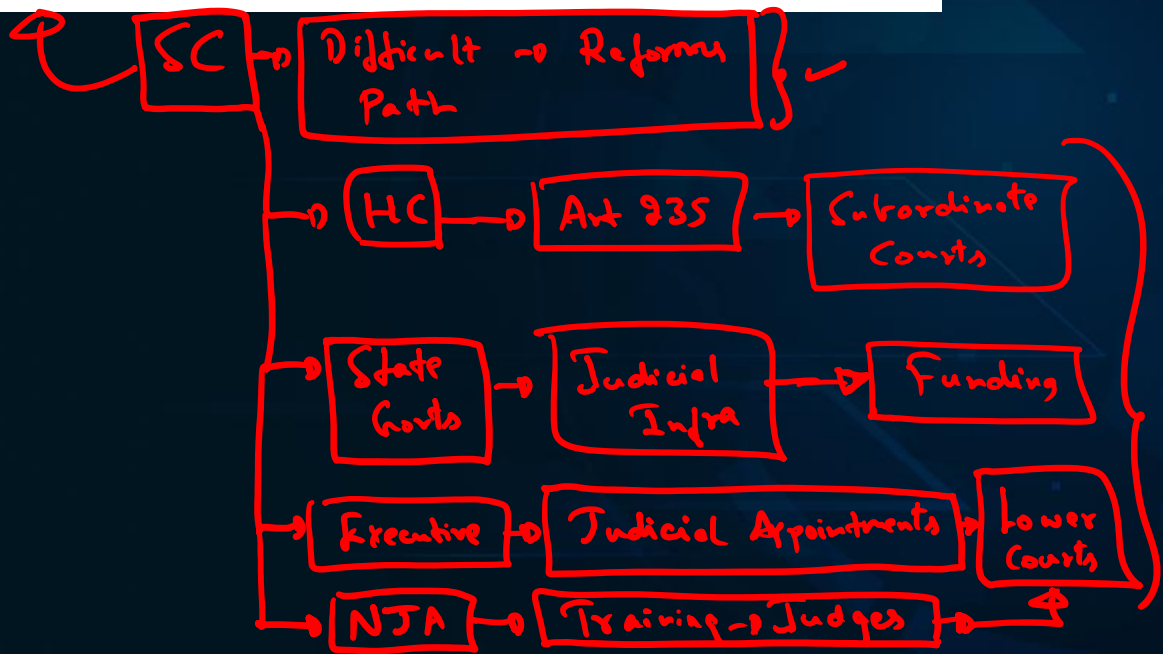 SC
Difficult → Reforms
Path
HC
Art 235
Subordinate
Courts
State
Govts
Judicial
Infra
Funding
Executive
Judicial Appointments
Lower
Courts
NJA
Training → Judges